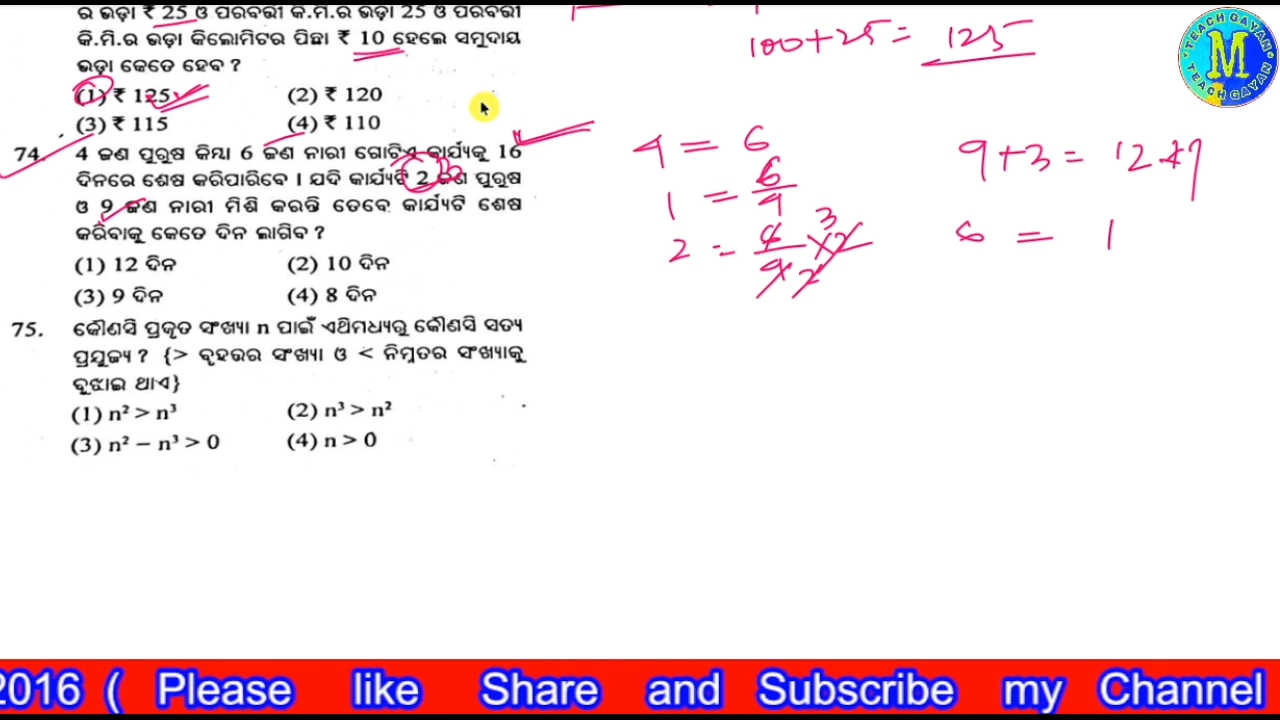 ର ଭଡ଼ା ₹ 25 ଓ ପରବର୍ତ୍ତୀ କି.ମି.ର ଭଡ଼ା 25 ଓ ପରବର୍ତ୍ତୀ
କି.ମି.ର ଭଡ଼ା କିଲୋମିଟର ପିଛା ₹ 10 ହେଲେ ସମୁଦାୟ
ଭଡ଼ା କେତେ ହେବ ?
(1) ₹ 125 (2) ₹ 120
(3) ₹ 115 (4) ₹ 110
74. 4 ଜଣ ପୁରୁଷ କିମ୍ବା 6 ଜଣ ନାରୀ ଗୋଟିଏ କାର୍ଯ୍ୟକୁ 16
ଦିନରେ ଶେଷ କରିପାରିବେ । ଯଦି କାର୍ଯ୍ୟଟି 2 ଜଣ ପୁରୁଷ
ଓ 9 ଜଣ ନାରୀ ମିଶି କରନ୍ତି ତେବେ କାର୍ଯ୍ୟଟି ଶେଷ
କରିବାକୁ କେତେ ଦିନ ଲାଗିବ ?
(1) 12 ଦିନ (2) 10 ଦିନ
(3) 9 ଦିନ (4) 8 ଦିନ
75. କୌଣସି ପ୍ରକୃତ ସଂଖ୍ୟା n ପାଇଁ ଏଥିମଧ୍ୟରୁ କୌଣସି ସତ୍ୟ
ପ୍ରଯୁଜ୍ୟ ? {> ବୃହତ୍ତର ସଂଖ୍ୟା ଓ < ନିମ୍ନତର ସଂଖ୍ୟାକୁ
ବୁଝାଇ ଥାଏ}
(1) n² > n³ (2) n³ > n²
(3) n² – n³ > 0 (4) n > 0
100+25= 125
4 = 6
1 = 6/4
9+3= 12
TEACH GAYAN
M
TEACH GAYAN
2016 ( Please like Share and Subscribe my Channel